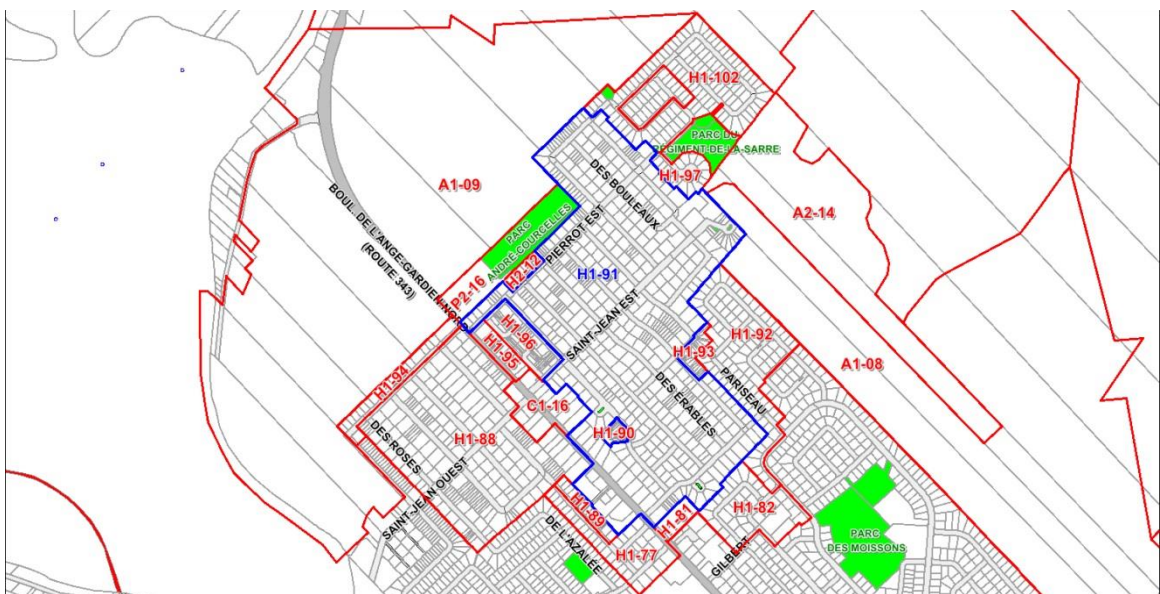 H1-102
PARC DU
RÉGIMENT-DE-LA-SARRE
H1-97
DES BOULEAUX
A1-09
A2-14
PARC
ANDRÉ-COURCELLES
PIERROT EST
BOUL. DE L'ANGE-GARDIEN NORD
(ROUTE 343)
H2-12
H1-91
P2-16
SAINT-JEAN EST
H1-96
H1-95
H1-92
H1-93
A1-08
H1-94
PARISEAU
C1-16
DES ÉRABLES
H1-90
H1-88
DES ROSES
SAINT-JEAN OUEST
H1-89
H1-81
H1-82
DE L'AZALÉE
H1-77
GILBERT
PARC
DES MOISSONS